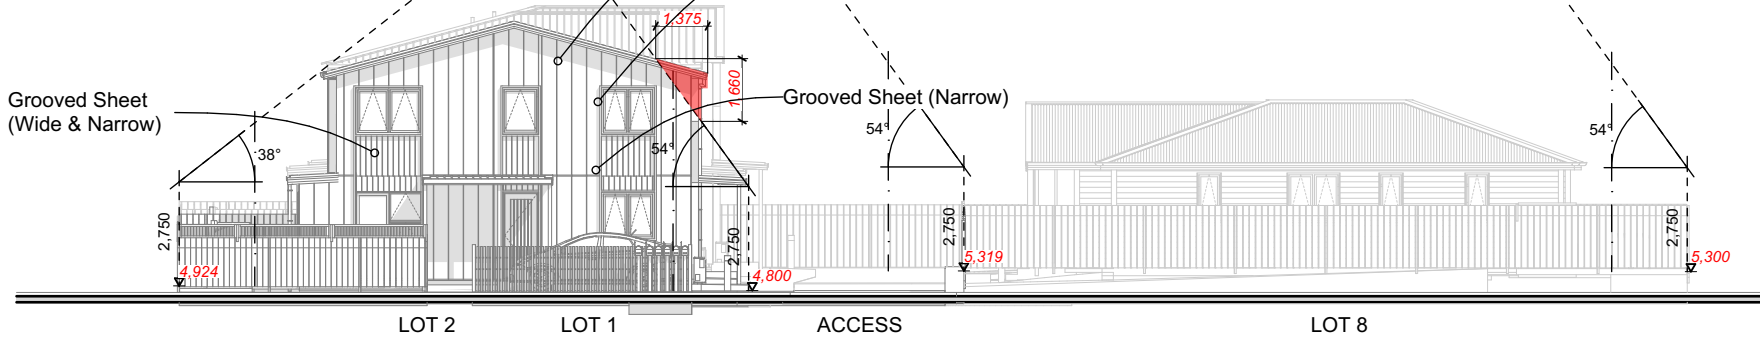 1,375
1,660
Grooved Sheet
(Wide & Narrow)
Grooved Sheet (Narrow)
38°
54°
54°
54°
2,750
2,750
2,750
2,750
4,924
4,800
5,319
5,300
LOT 2
LOT 1
ACCESS
LOT 8